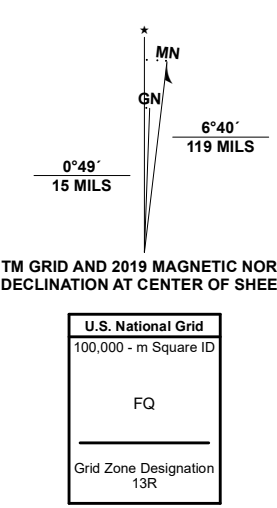 ★
MN
GN
6°40´
119 MILS
0°49´
15 MILS
TM GRID AND 2019 MAGNETIC NOR
DECLINATION AT CENTER OF SHEE
U.S. National Grid
100,000 - m Square ID
FQ
Grid Zone Designation
13R